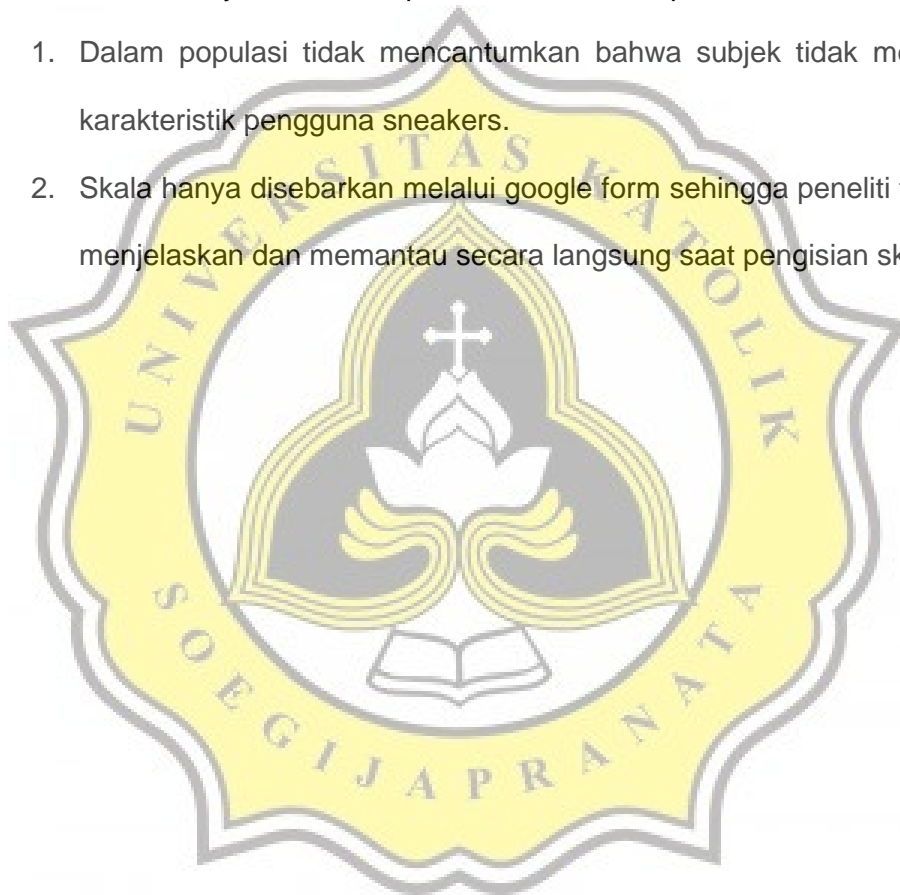 1. Dalam populasi tidak mencantumkan bahwa subjek tidak
karakteristik pengguna sneakers.
2. Skala hanya disebarkan melalui google form sehingga peneliti
menjelaskan dan memantau secara langsung saat pengisian
UNIVERSITAS KATOLIK
SOEGIJAPRANATA